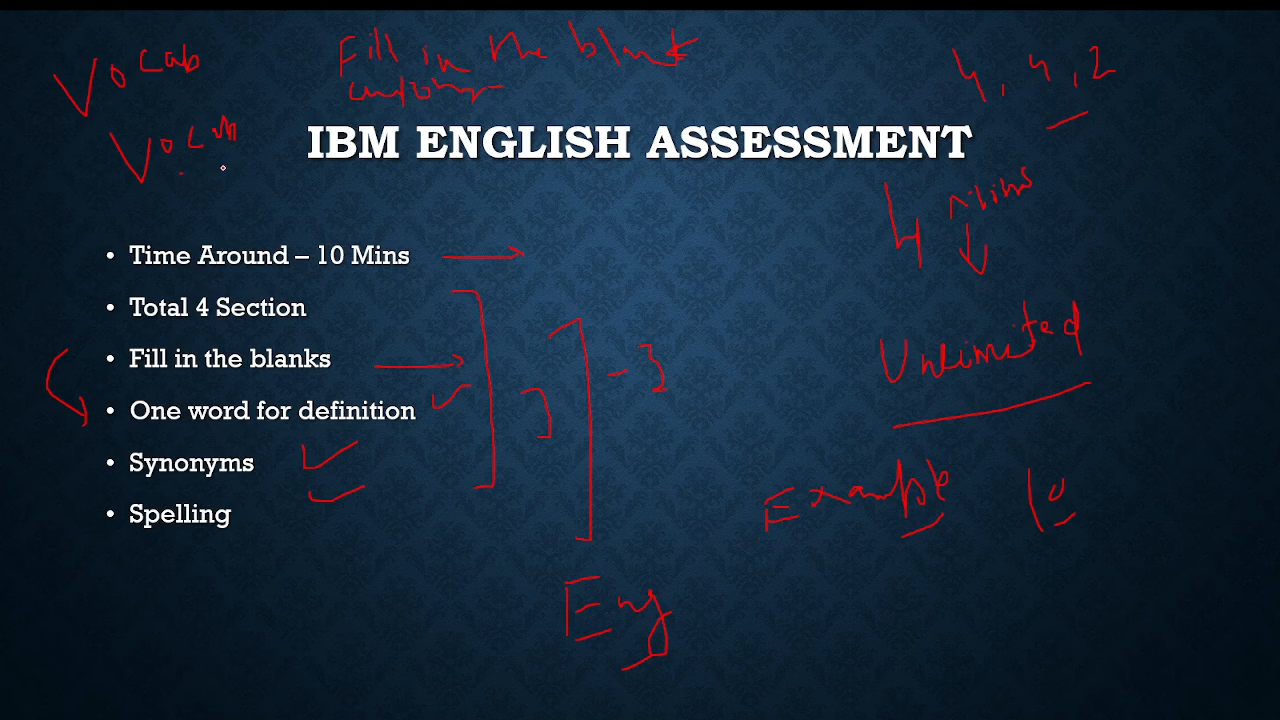 Vocab
Fill in the blank
4, 4, 2
Vocab
IBM ENGLISH ASSESSMENT
4 Mins
• Time Around – 10 Mins
• Total 4 Section
Unlimited
• Fill in the blanks
- 3
• One word for definition
• Synonyms
Example 10
• Spelling
Eng